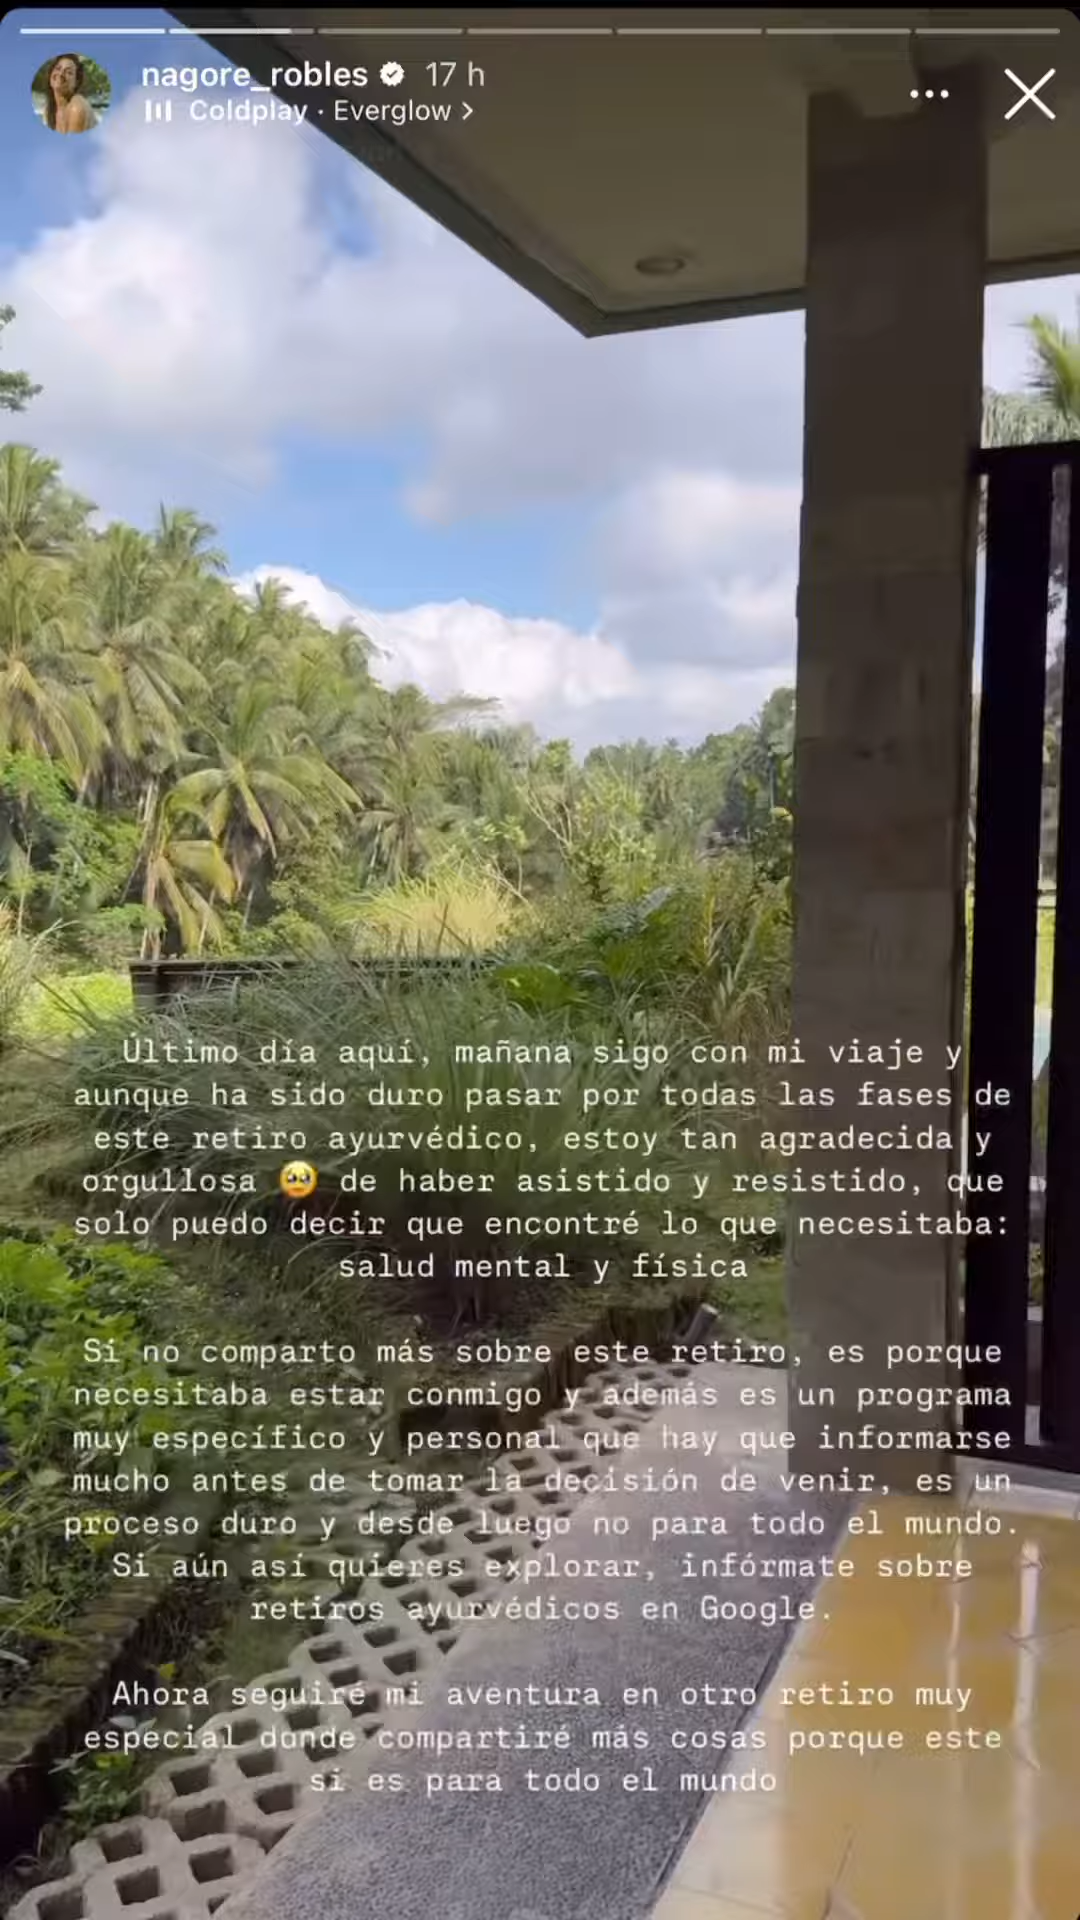 nagore_robles 17 h
Coldplay · Everglow >
Último día aquí, mañana sigo con mi viaje y
aunque ha sido duro pasar por todas las fases de
este retiro ayurvédico, estoy tan agradecida y
orgullosa 🥹 de haber asistido y resistido, que
solo puedo decir que encontré lo que necesitaba:
salud mental y física
Si no comparto más sobre este retiro, es porque
necesitaba estar conmigo y además es un programa
muy específico y personal que hay que informarse
mucho antes de tomar la decisión de venir, es un
proceso duro y desde luego no para todo el mundo.
Si aún así quieres explorar, infórmate sobre
retiros ayurvédicos en Google.
Ahora seguiré mi aventura en otro retiro muy
especial donde compartiré más cosas porque este
si es para todo el mundo